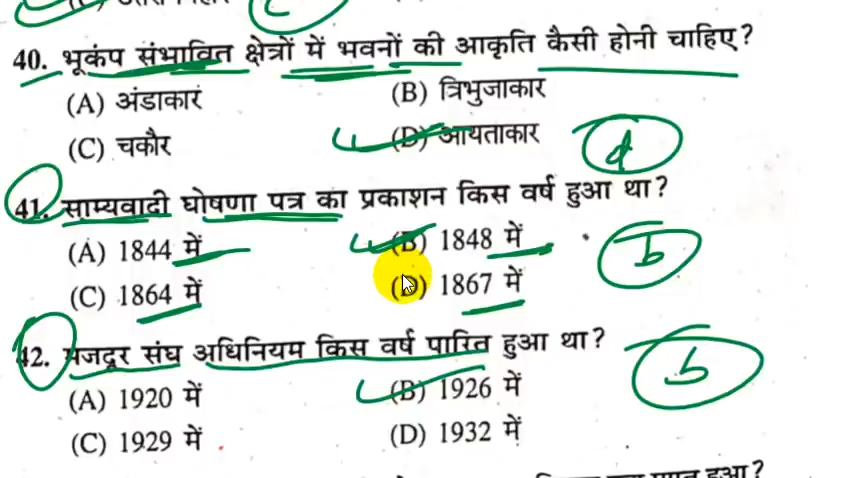 40. भूकंप संभावित क्षेत्रों में भवनों की आकृति कैसी होनी चाहिए?
(A) अंडाकार (B) त्रिभुजाकार
(C) चकौर (D) आयताकार d
41. साम्यवादी घोषणा पत्र का प्रकाशन किस वर्ष हुआ था?
(A) 1844 में (B) 1848 में b
(C) 1864 में (D) 1867 में
42. मजदूर संघ अधिनियम किस वर्ष पारित हुआ था?
(A) 1920 में (B) 1926 में b
(C) 1929 में (D) 1932 में
हुआ?